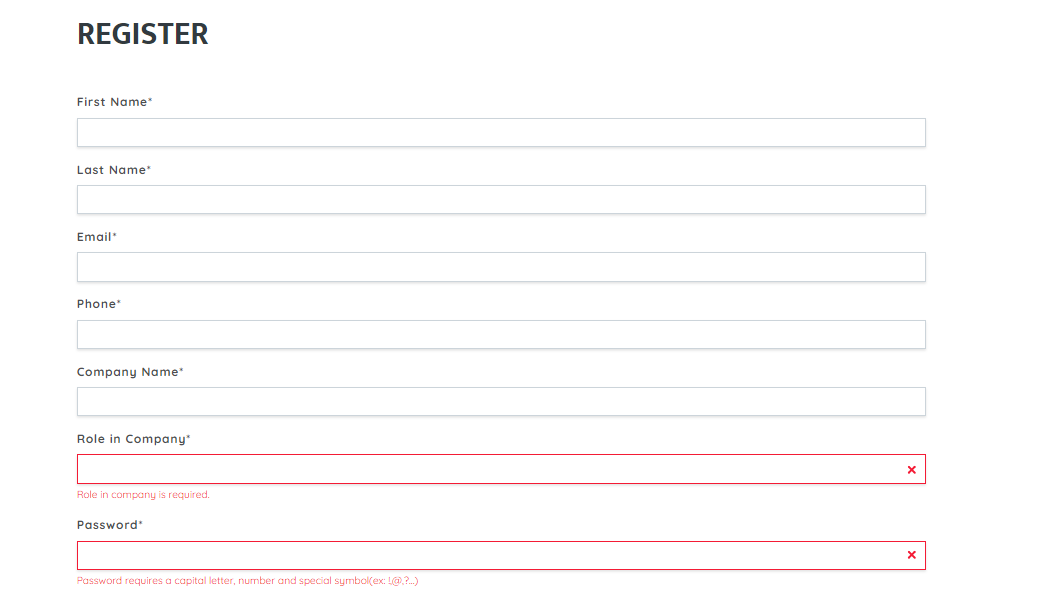 REGISTER
First Name*
Last Name*
Email*
Phone*
Company Name*
Role in Company*
Role in company is required.
Password*
Password requires a capital letter, number and special symbol(ex: !,@,?...)